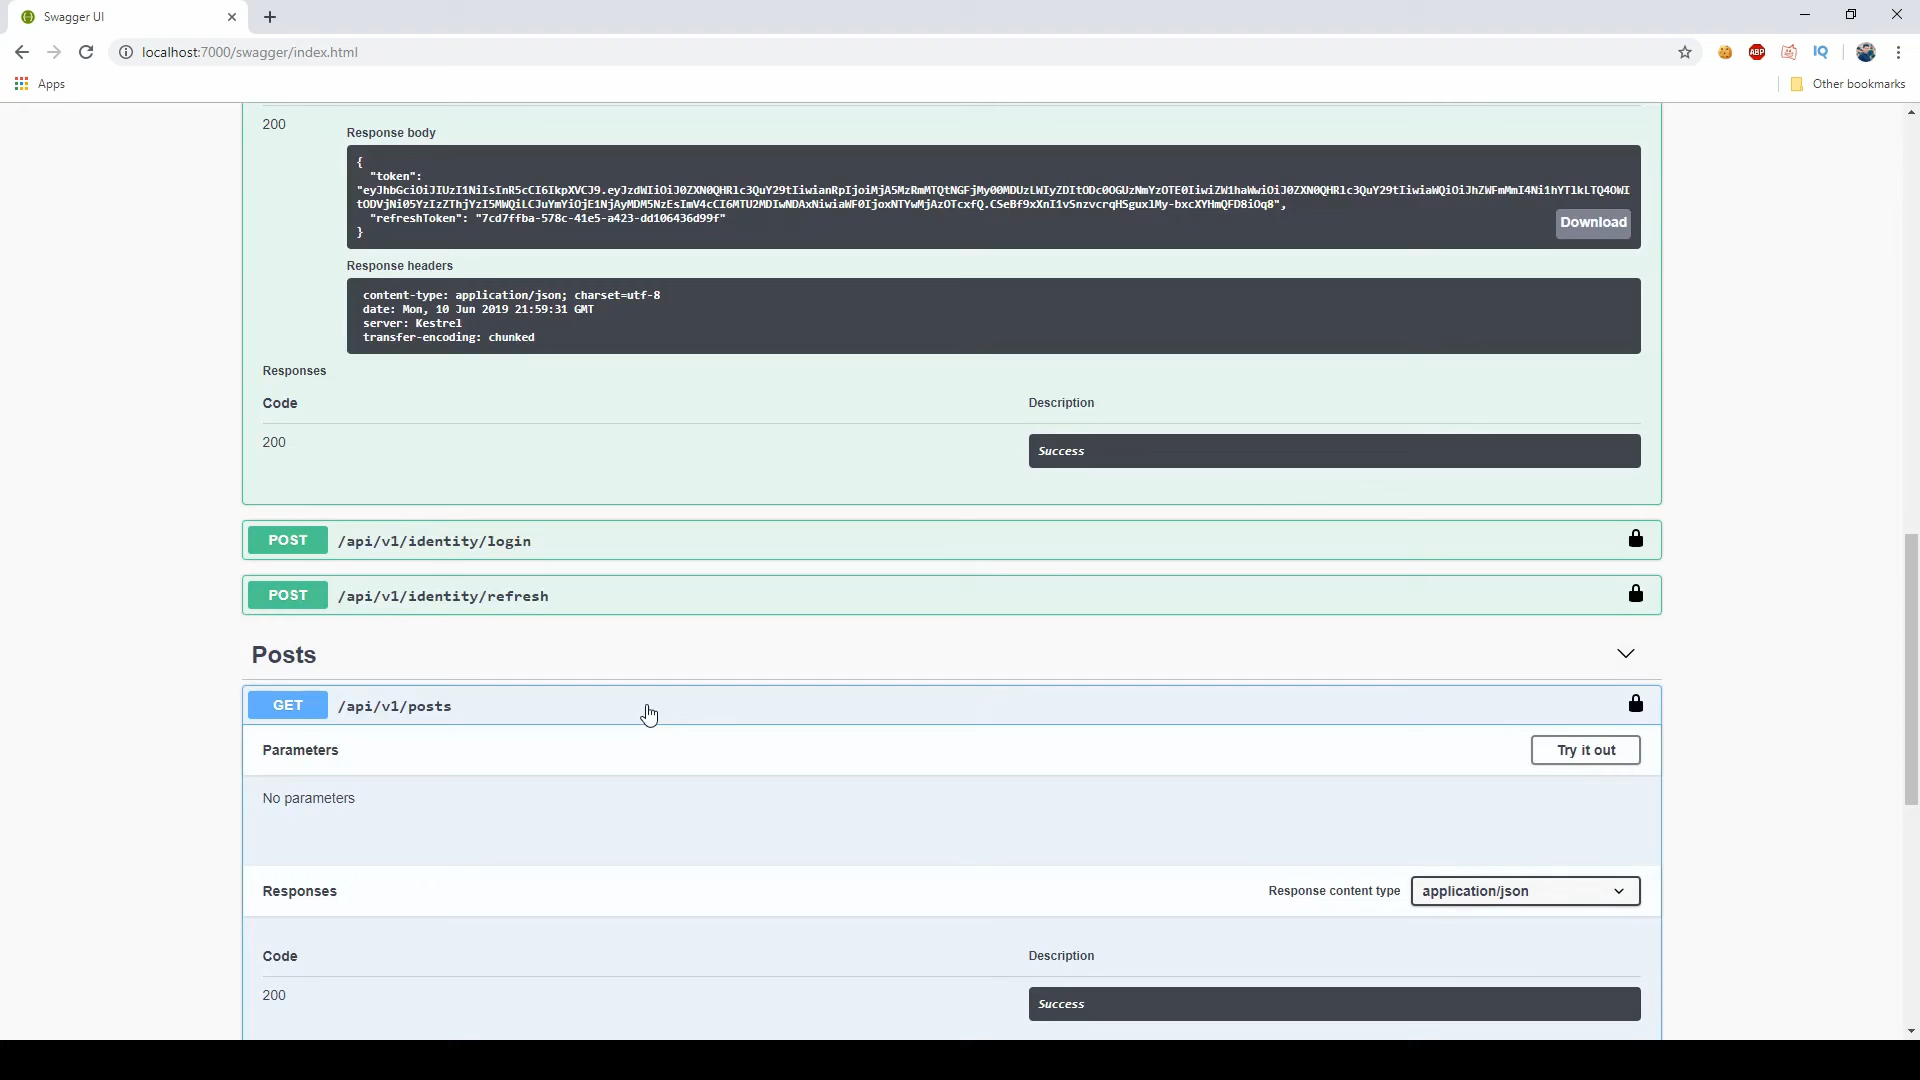 Swagger UI
localhost:7000/swagger/index.html
ABP
IQ
Apps
Other bookmarks
200
Response body
{
"token":
"refreshToken": "7cd7ffba-578c-41e5-a423-dd106436d99f"
}
Download
Response headers
content-type: application/json; charset=utf-8
date: Mon, 10 Jun 2019 21:59:31 GMT
server: Kestrel
transfer-encoding: chunked
Responses
Code
Description
200
Success
POST /api/v1/identity/login
POST /api/v1/identity/refresh
Posts
GET /api/v1/posts
Parameters
Try it out
No parameters
Responses
Response content type
application/json
Code
Description
200
Success